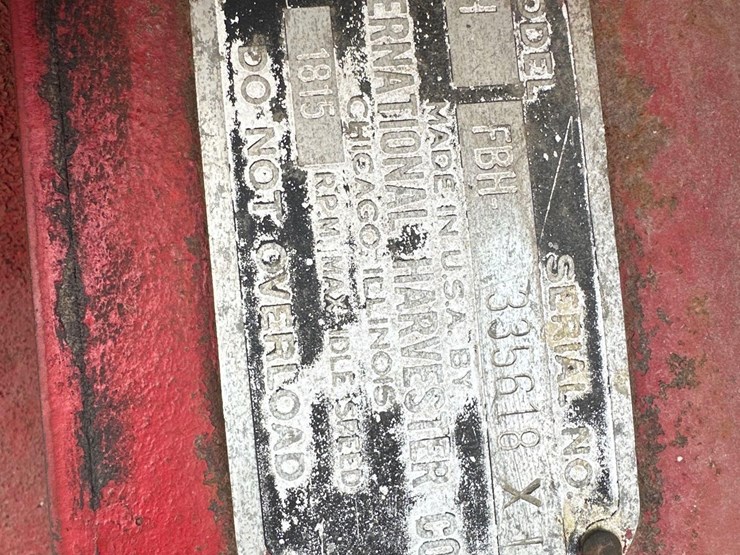 MODEL SERIAL NO.
H FBH 335618 X 1
MADE IN U.S.A. BY
ERNATIONAL HARVESTER CO
CHICAGO, ILLINOIS
1815 RPM MAX IDLE SPEED
DO NOT OVERLOAD